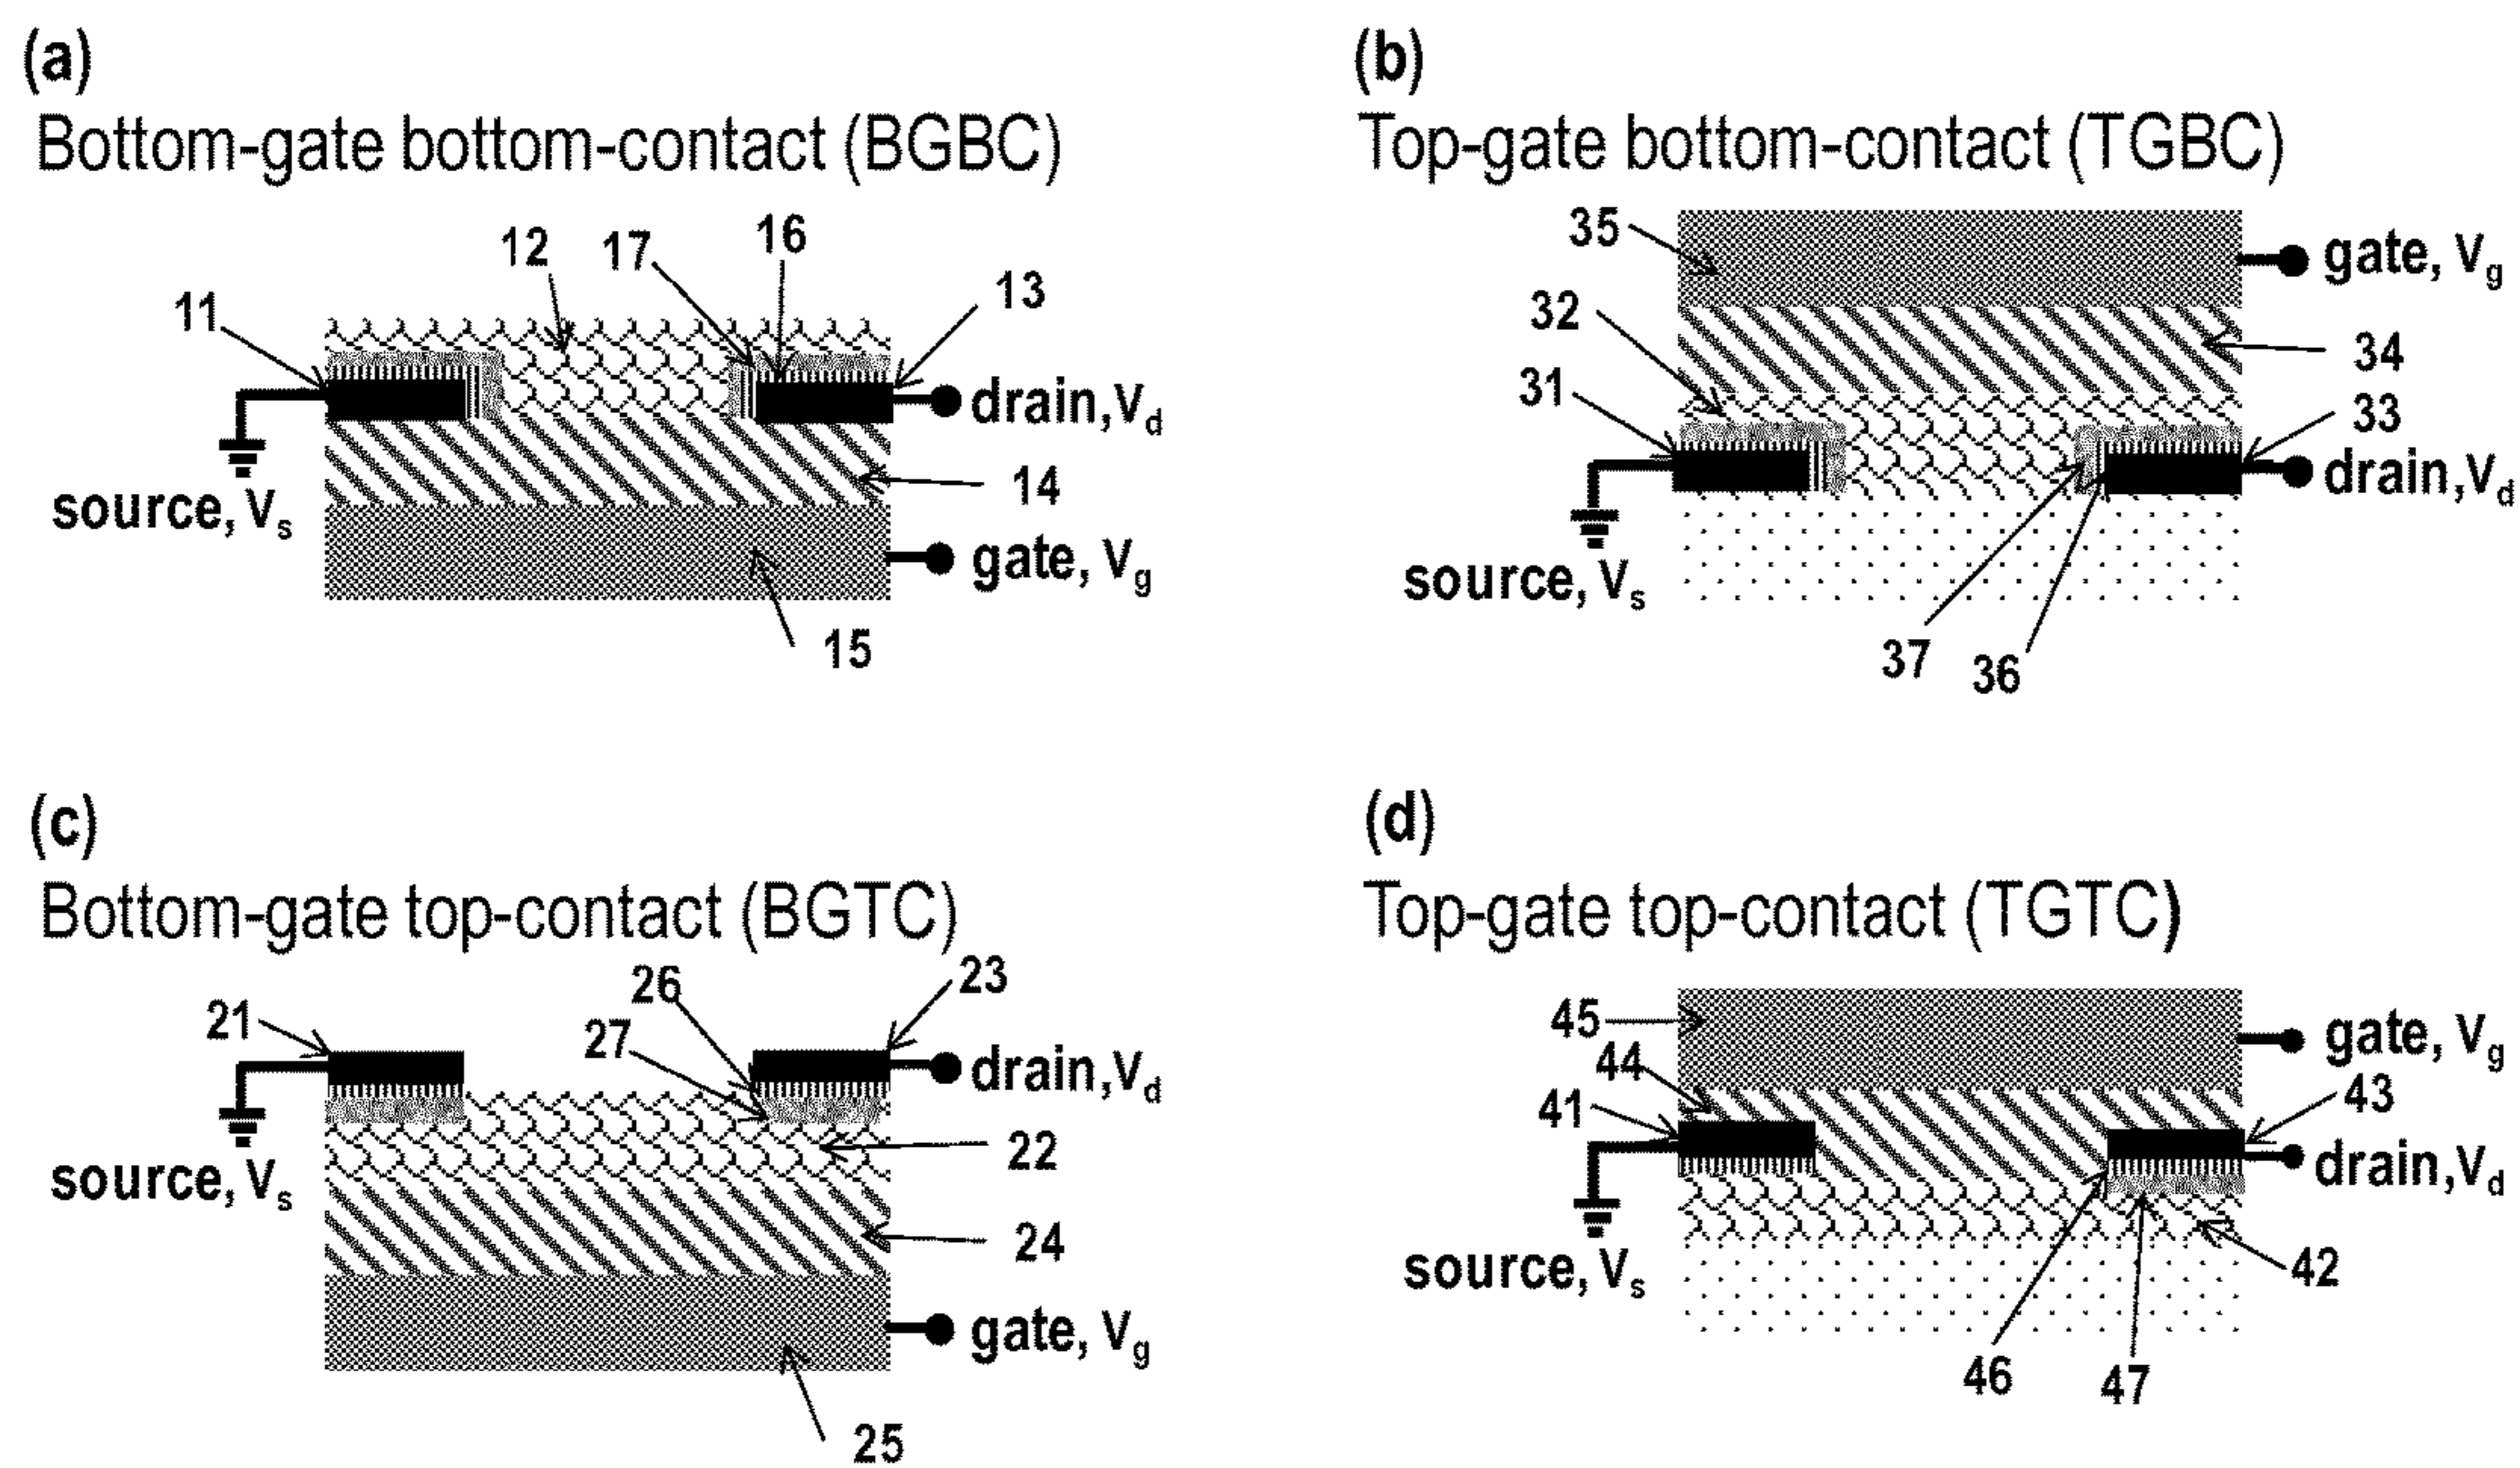 (a)
Bottom-gate bottom-contact (BGBC)
12
17
16
13
11
drain, Vd
14
source, Vs
gate, Vg
15
(b)
Top-gate bottom-contact (TGBC)
35
gate, Vg
32
34
31
33
drain, Vd
source, Vs
37
36
(c)
Bottom-gate top-contact (BGTC)
26
23
21
27
drain, Vd
22
source, Vs
24
gate, Vg
25
(d)
Top-gate top-contact (TGTC)
45
gate, Vg
44
43
41
drain, Vd
source, Vs
42
46
47